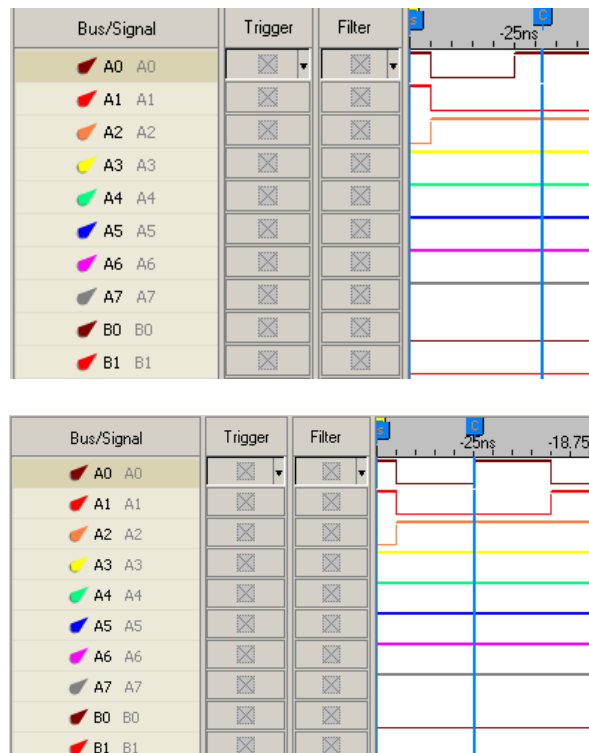 Bus/Signal Trigger Filter S C -25ns
A0 A0
A1 A1
A2 A2
A3 A3
A4 A4
A5 A5
A6 A6
A7 A7
B0 B0
B1 B1
Bus/Signal Trigger Filter s C -25ns -18.75
A0 A0
A1 A1
A2 A2
A3 A3
A4 A4
A5 A5
A6 A6
A7 A7
B0 B0
B1 B1